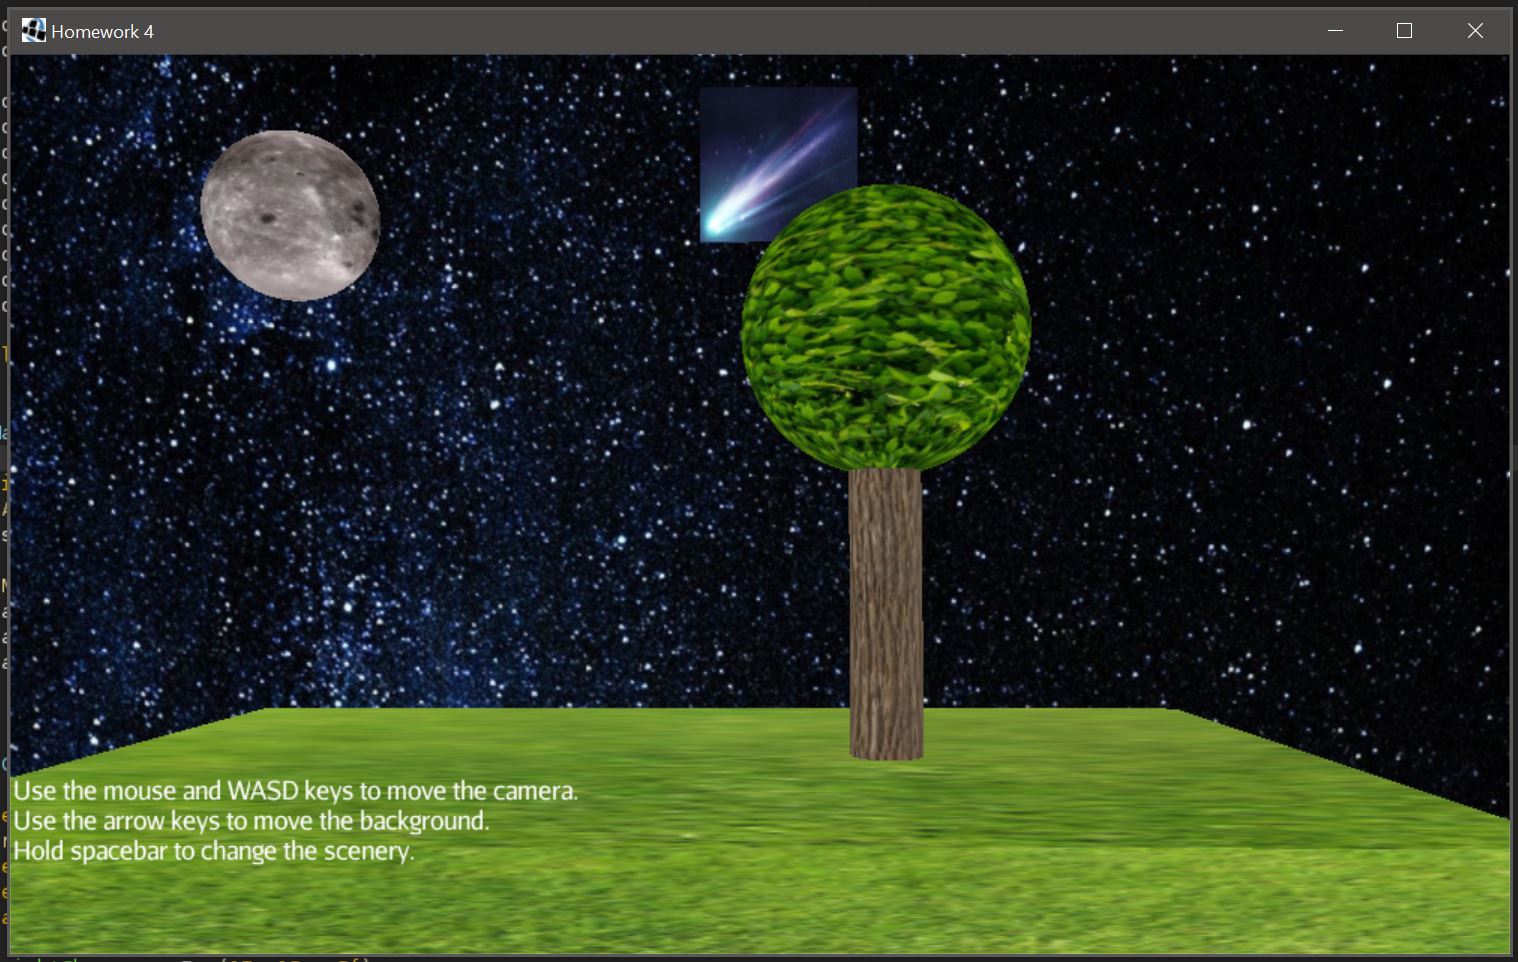 Homework 4
Use the mouse and WASD keys to move the camera.
Use the arrow keys to move the background.
Hold spacebar to change the scenery.